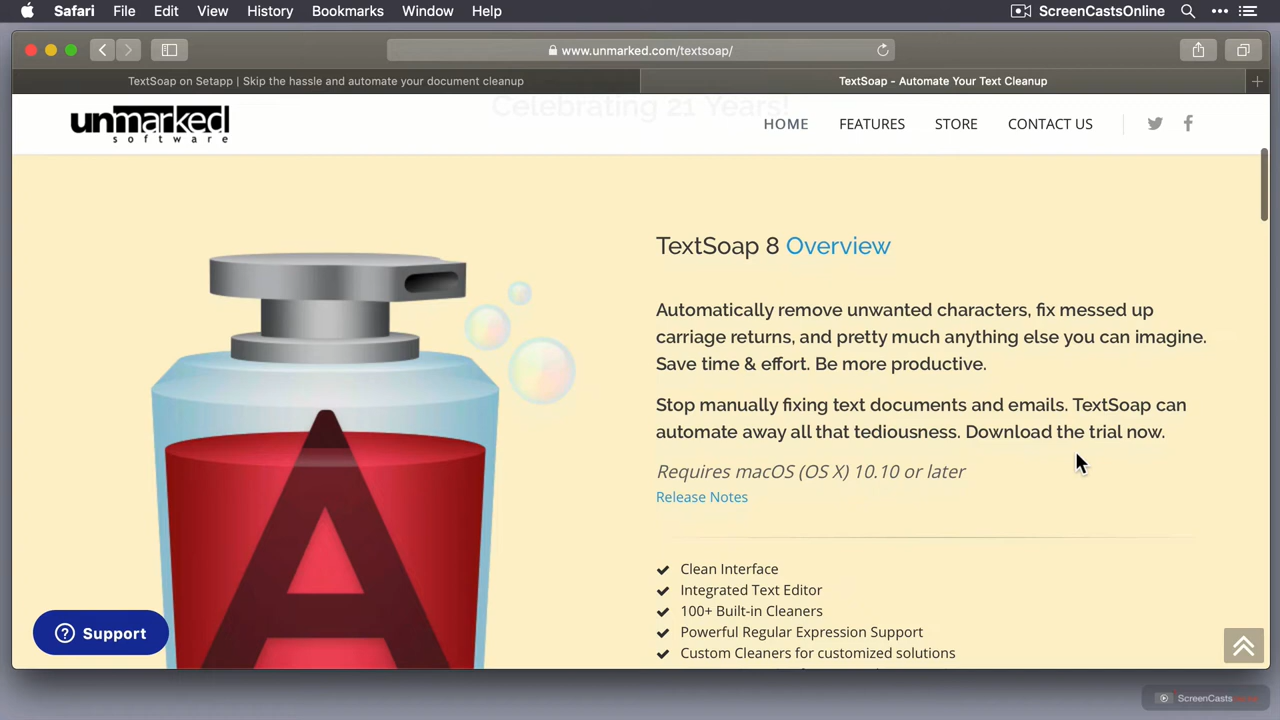 Safari File Edit View History Bookmarks Window Help ScreenCastsOnline
www.unmarked.com/textsoap/
TextSoap on Setapp | Skip the hassle and automate your document cleanup TextSoap - Automate Your Text Cleanup
Celebrating 21 Years!
unmarked
software
HOME FEATURES STORE CONTACT US
TextSoap 8 Overview
Automatically remove unwanted characters, fix messed up
carriage returns, and pretty much anything else you can imagine.
Save time & effort. Be more productive.
Stop manually fixing text documents and emails. TextSoap can
automate away all that tediousness. Download the trial now.
Requires macOS (OS X) 10.10 or later
Release Notes
Clean Interface
Integrated Text Editor
100+ Built-in Cleaners
Powerful Regular Expression Support
Custom Cleaners for customized solutions
A
Support
ScreenCastsOnline